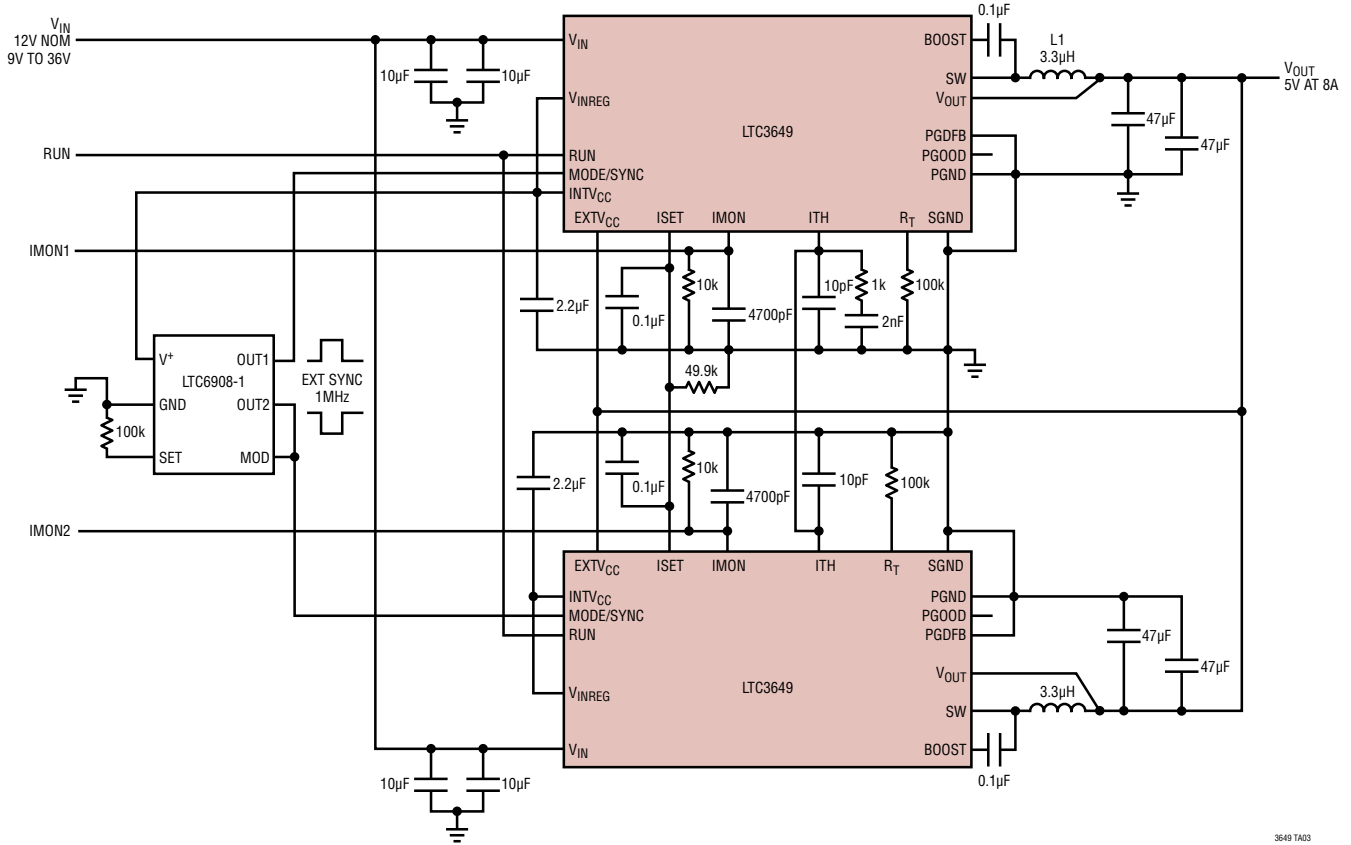 VIN
12V NOM
9V TO 36V
10µF
10µF
VIN
VINREG
RUN
RUN
MODE/SYNC
INTVCC
EXTVCC
ISET
IMON
ITH
RT
SGND
LTC3649
BOOST
SW
VOUT
PGDFB
PGOOD
PGND
0.1µF
L1
3.3µH
VOUT
5V AT 8A
47µF
47µF
IMON1
2.2µF
0.1µF
10k
4700pF
10pF
1k
2nF
100k
49.9k
V+
OUT1
LTC6908-1
GND
OUT2
SET
MOD
100k
EXT SYNC
1MHz
2.2µF
0.1µF
10k
4700pF
10pF
100k
IMON2
EXTVCC
ISET
IMON
ITH
RT
SGND
INTVCC
MODE/SYNC
RUN
VINREG
VIN
LTC3649
PGND
PGOOD
PGDFB
VOUT
SW
BOOST
47µF
47µF
3.3µH
0.1µF
10µF
10µF
3649 TA03